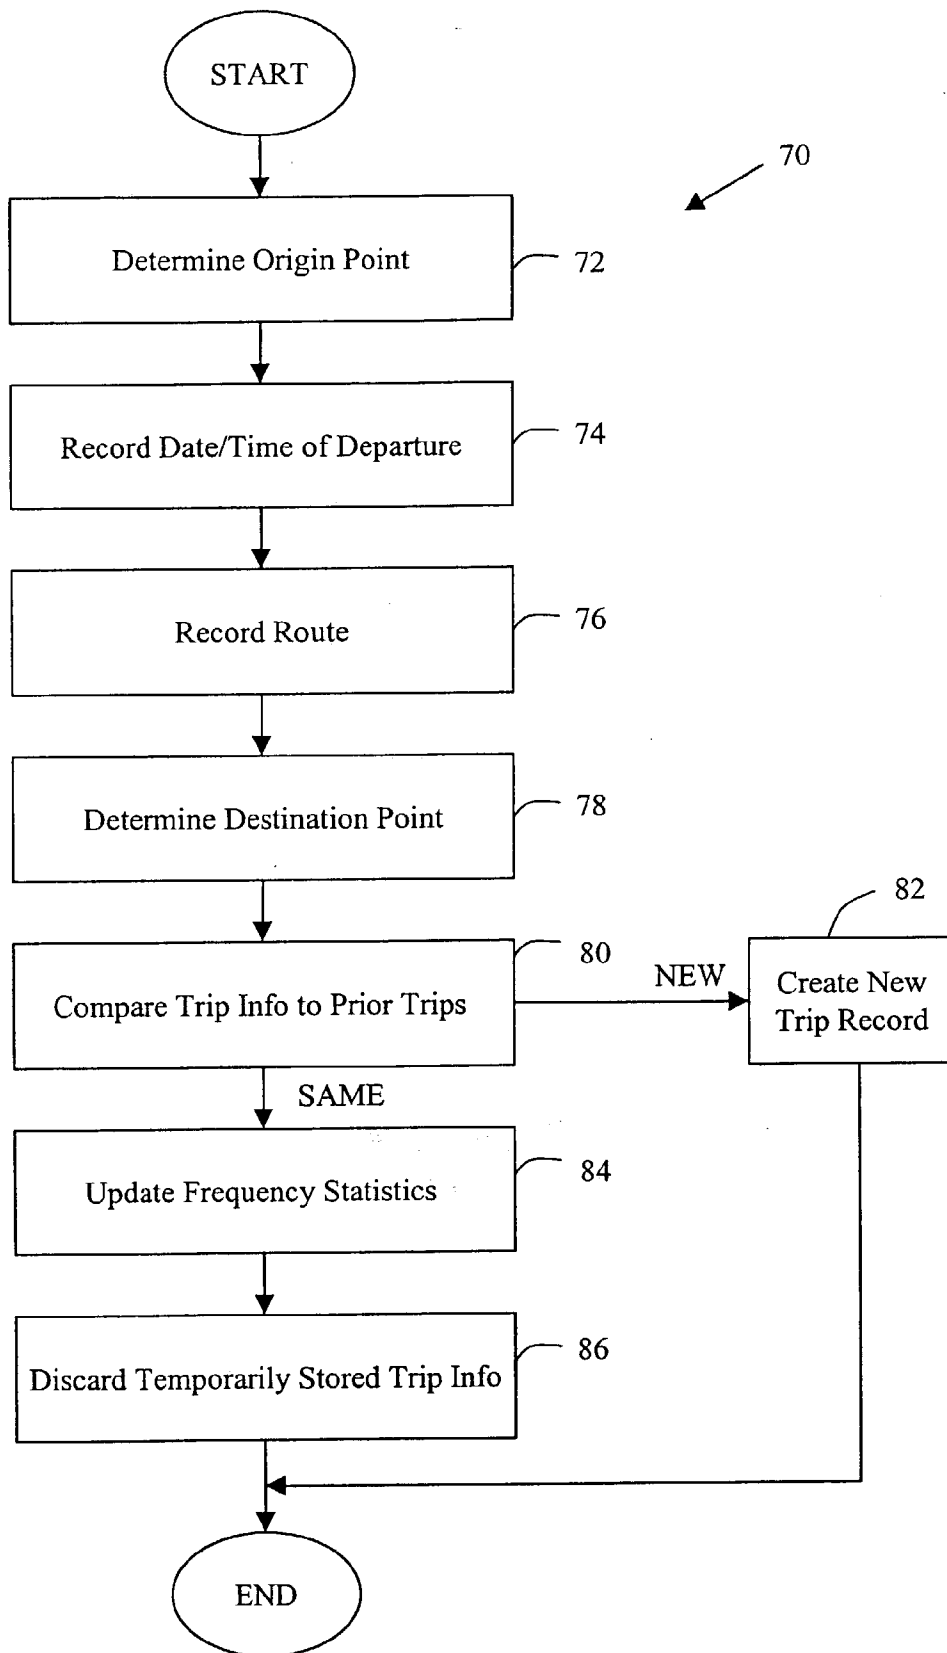 START
70
Determine Origin Point
72
Record Date/Time of Departure
74
Record Route
76
Determine Destination Point
78
82
Compare Trip Info to Prior Trips
80
NEW
Create New
Trip Record
SAME
Update Frequency Statistics
84
Discard Temporarily Stored Trip Info
86
END